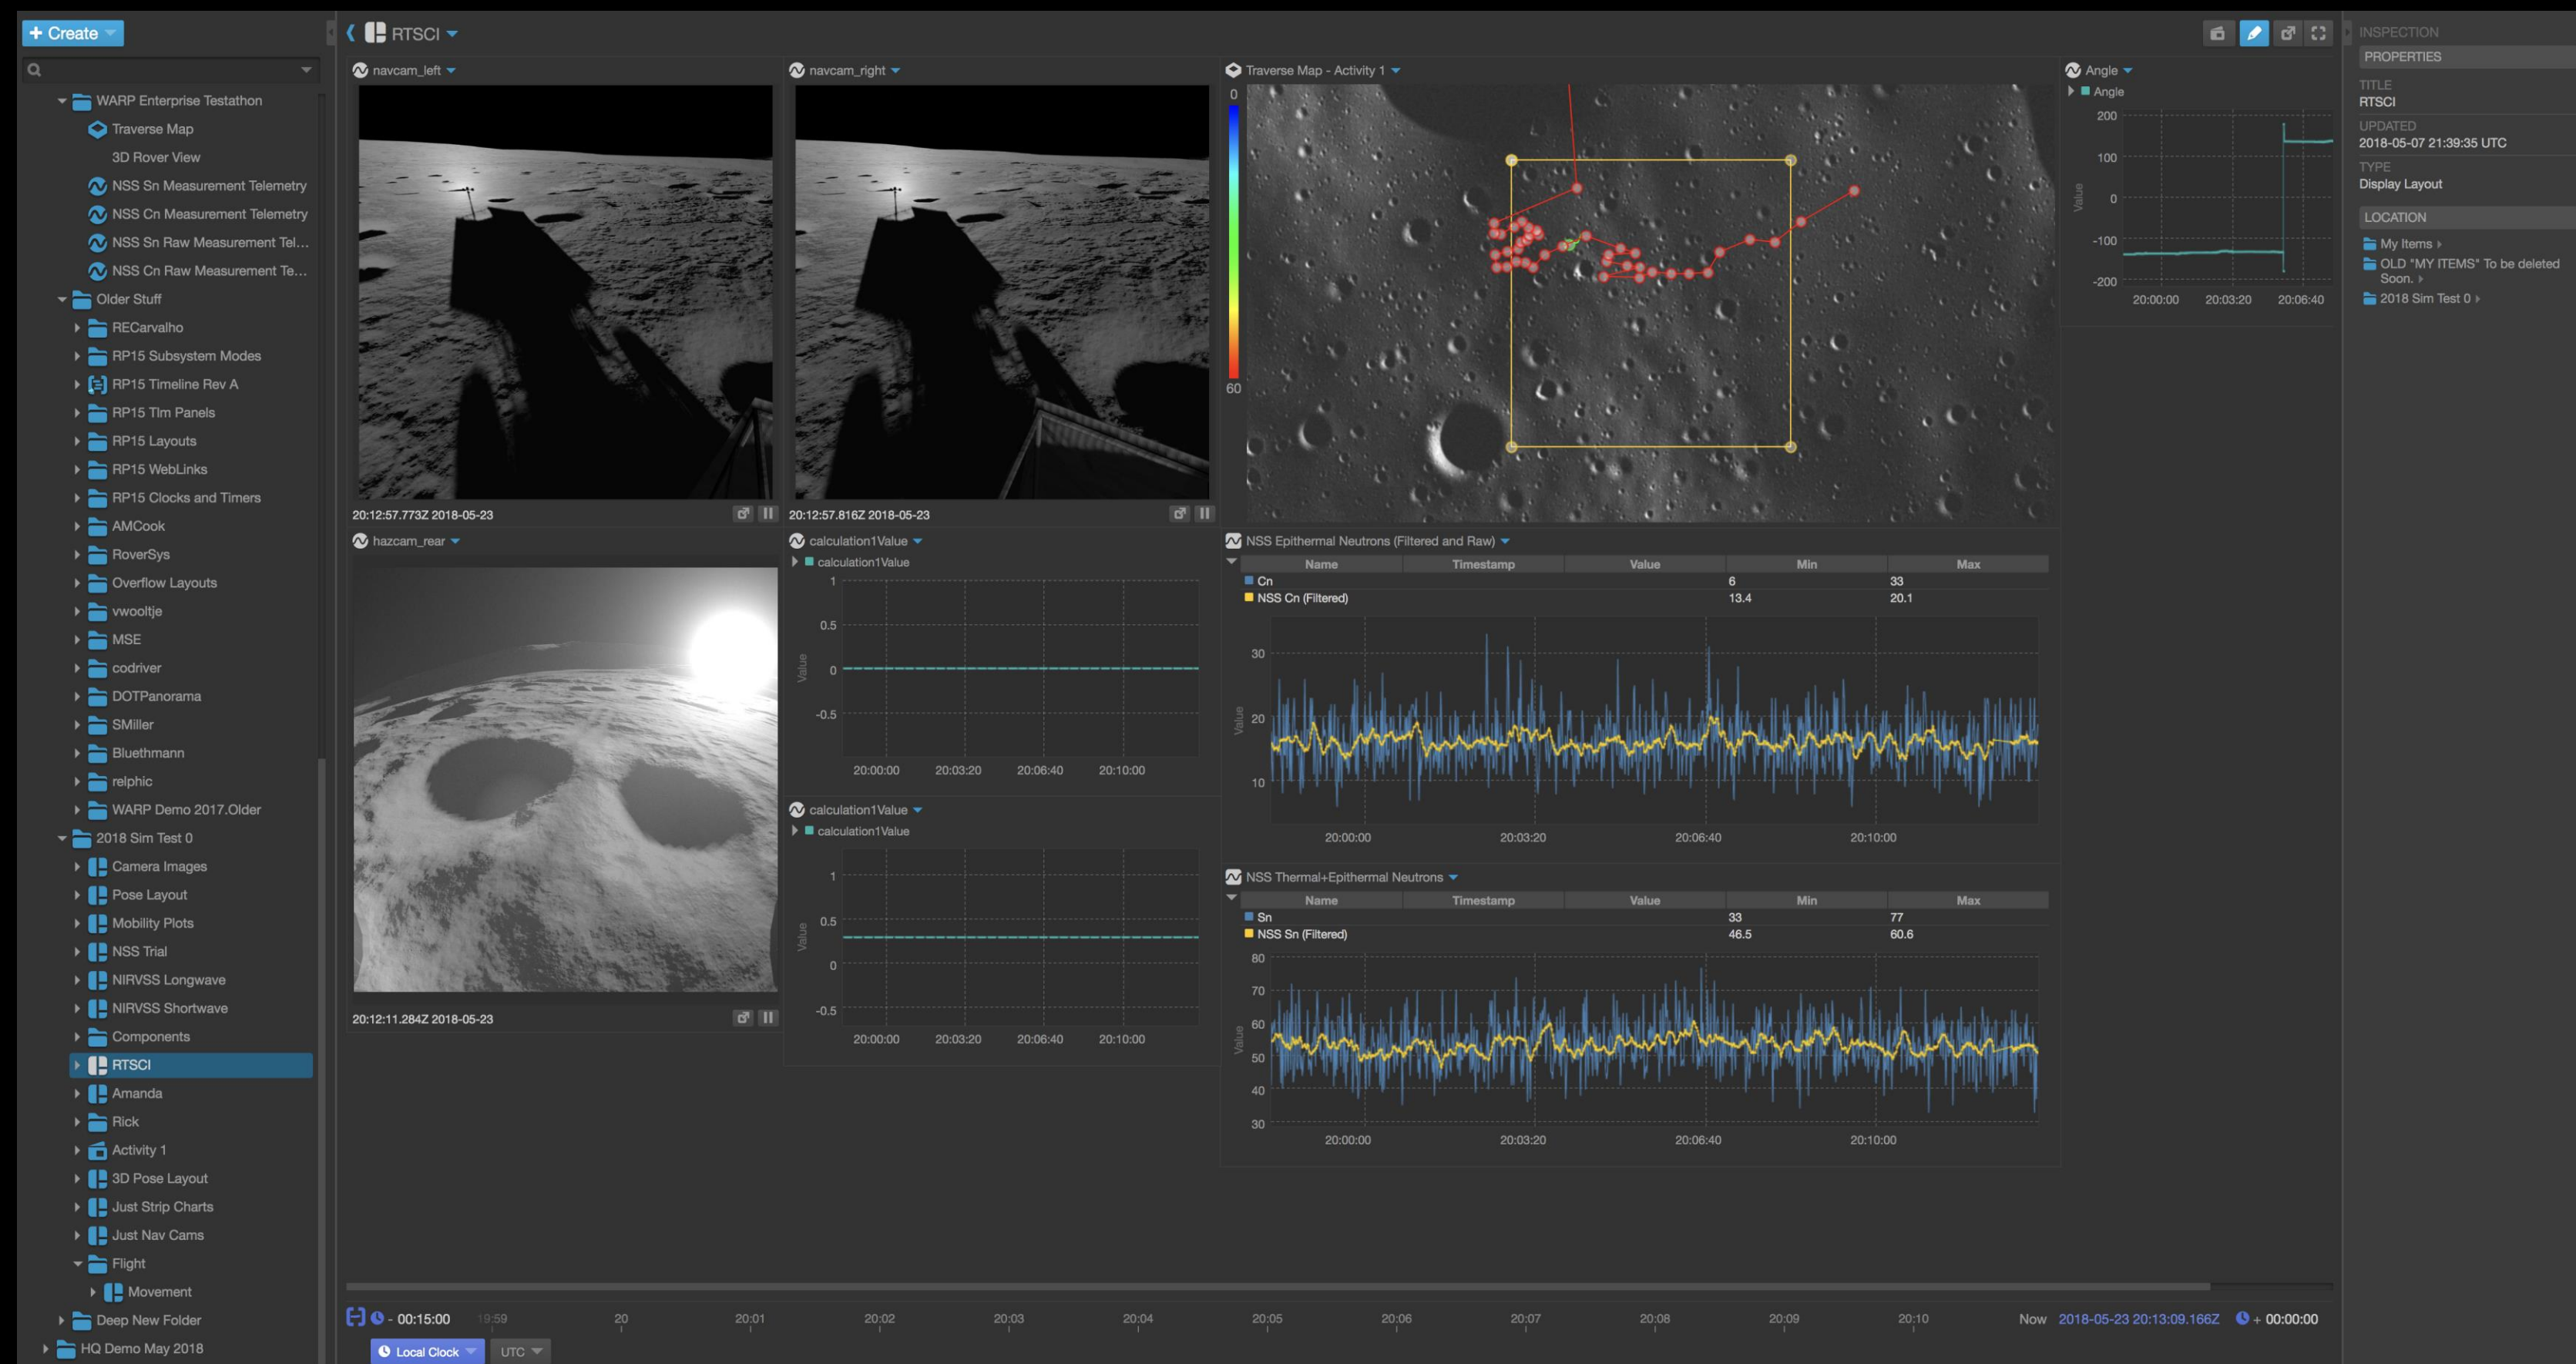 + Create
WARP Enterprise Testathon
Traverse Map
3D Rover View
NSS Sn Measurement Telemetry
NSS Cn Measurement Telemetry
NSS Sn Raw Measurement Tel...
NSS Cn Raw Measurement Te...
Older Stuff
RECarvalho
RP15 Subsystem Modes
RP15 Timeline Rev A
RP15 Tlm Panels
RP15 Layouts
RP15 WebLinks
RP15 Clocks and Timers
AMCook
RoverSys
Overflow Layouts
vwooltje
MSE
codriver
DOTPanorama
SMiller
Bluethmann
relphic
WARP Demo 2017.Older
2018 Sim Test 0
Camera Images
Pose Layout
Mobility Plots
NSS Trial
NIRVSS Longwave
NIRVSS Shortwave
Components
RTSCI
Amanda
Rick
Activity 1
3D Pose Layout
Just Strip Charts
Just Nav Cams
Flight
Movement
Deep New Folder
HQ Demo May 2018
RTSCI
navcam_left
20:12:57.773Z 2018-05-23
navcam_right
20:12:57.816Z 2018-05-23
Traverse Map - Activity 1
0
60
Angle
Angle
Value
200
100
0
-100
-200
20:00:00 20:03:20 20:06:40
hazcam_rear
20:12:11.284Z 2018-05-23
calculation1Value
calculation1Value
Value
1
0.5
0
-0.5
20:00:00 20:03:20 20:06:40 20:10:00
calculation1Value
calculation1Value
Value
1
0.5
0
-0.5
20:00:00 20:03:20 20:06:40 20:10:00
NSS Epithermal Neutrons (Filtered and Raw)
Name Timestamp Value Min Max
Cn 6 33
NSS Cn (Filtered) 13.4 20.1
Value
30
20
10
20:00:00 20:03:20 20:06:40 20:10:00
NSS Thermal+Epithermal Neutrons
Name Timestamp Value Min Max
Sn 33 77
NSS Sn (Filtered) 46.5 60.6
Value
80
70
60
50
40
30
20:00:00 20:03:20 20:06:40 20:10:00
INSPECTION
PROPERTIES
TITLE
RTSCI
UPDATED
2018-05-07 21:39:35 UTC
TYPE
Display Layout
LOCATION
My Items
OLD "MY ITEMS" To be deleted
Soon.
2018 Sim Test 0
- 00:15:00 19:59 20 20:01 20:02 20:03 20:04 20:05 20:06 20:07 20:08 20:09 20:10 Now 2018-05-23 20:13:09.166Z + 00:00:00
Local Clock UTC